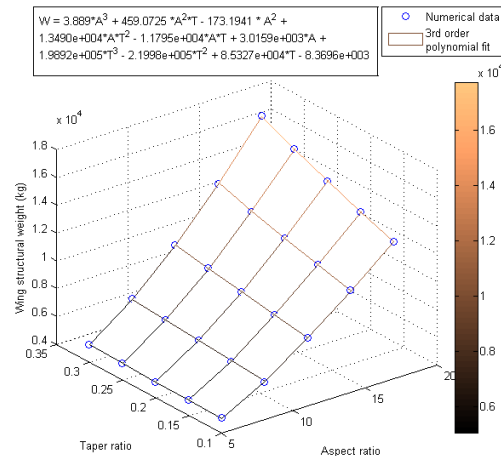 W = 3.889*A^3 + 459.0725 *A^2*T - 173.1941 * A^2 +
1.3490e+004*A*T^2 - 1.1795e+004*A*T + 3.0159e+003*A +
1.9892e+005*T^3 - 2.1998e+005*T^2 + 8.5327e+004*T - 8.3696e+003
Numerical data
3rd order
polynomial fit
x 10^4
x 10^4
1.8
1.6
1.4
1.2
1
0.8
0.6
0.4
Wing structural weight (kg)
0.35
0.3
0.25
0.2
0.15
0.1
Taper ratio
5
10
15
20
Aspect ratio
1.6
1.4
1.2
1
0.8
0.6